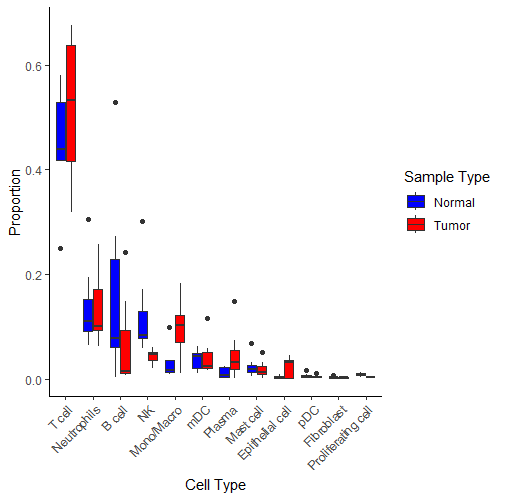 Proportion
0.6
0.4
0.2
0.0
T cell
Neutrophils
B cell
NK
Mono/Macro
mDC
Plasma
Mast cell
Epithelial cell
pDC
Fibroblast
Proliferating cell
Cell Type
Sample Type
Normal
Tumor